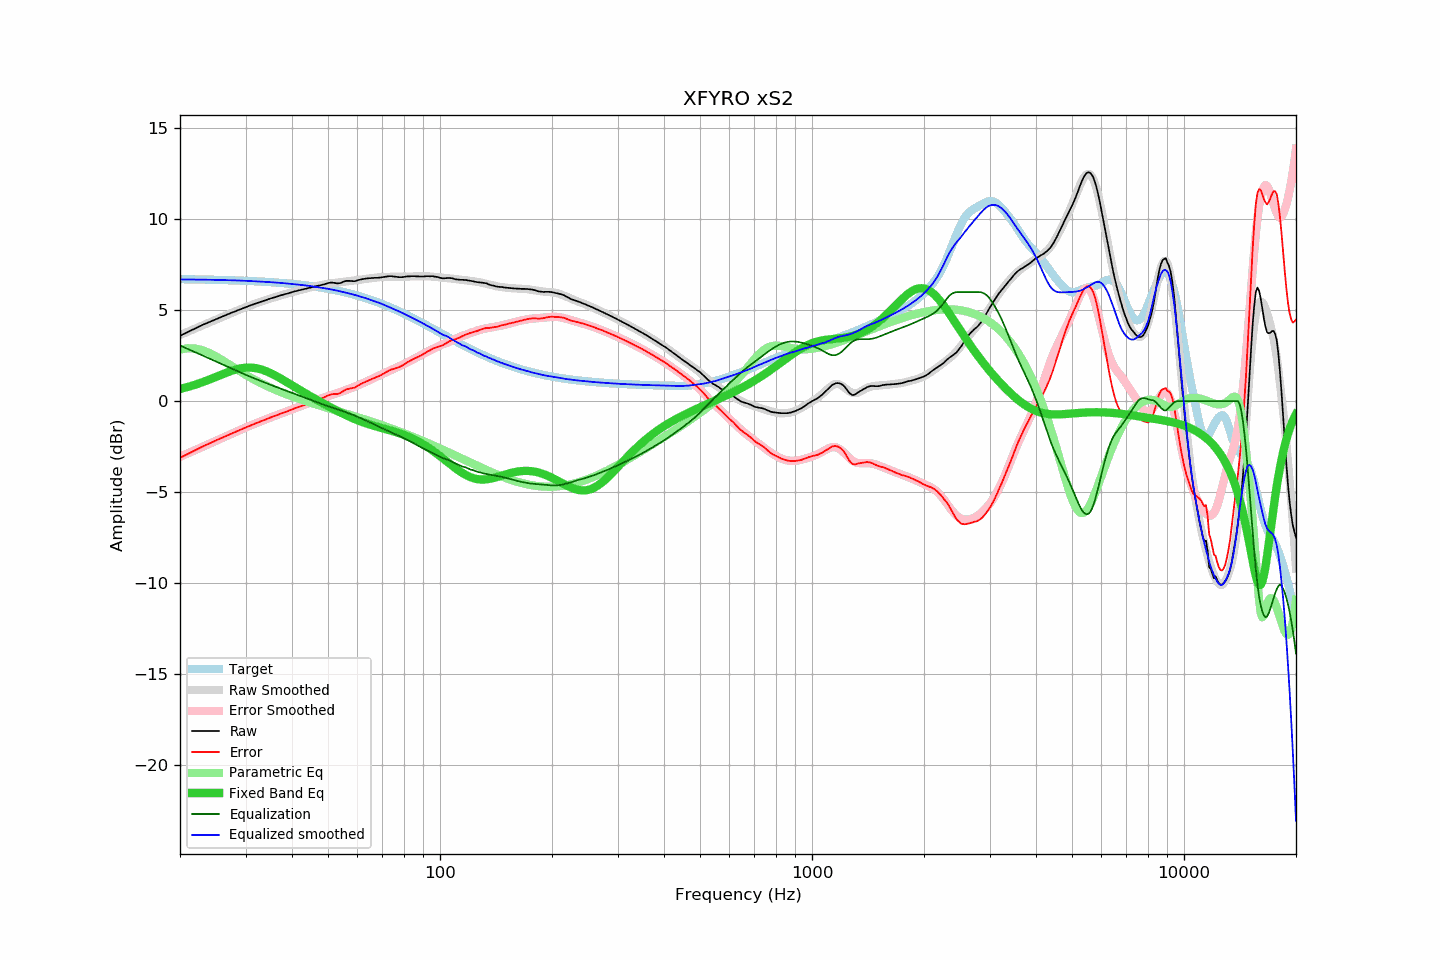 XFYRO xS2
15
10
5
0
−5
−10
−15
−20
Amplitude (dBr)
Target
Raw Smoothed
Error Smoothed
Raw
Error
Parametric Eq
Fixed Band Eq
Equalization
Equalized smoothed
100
1000
10000
Frequency (Hz)